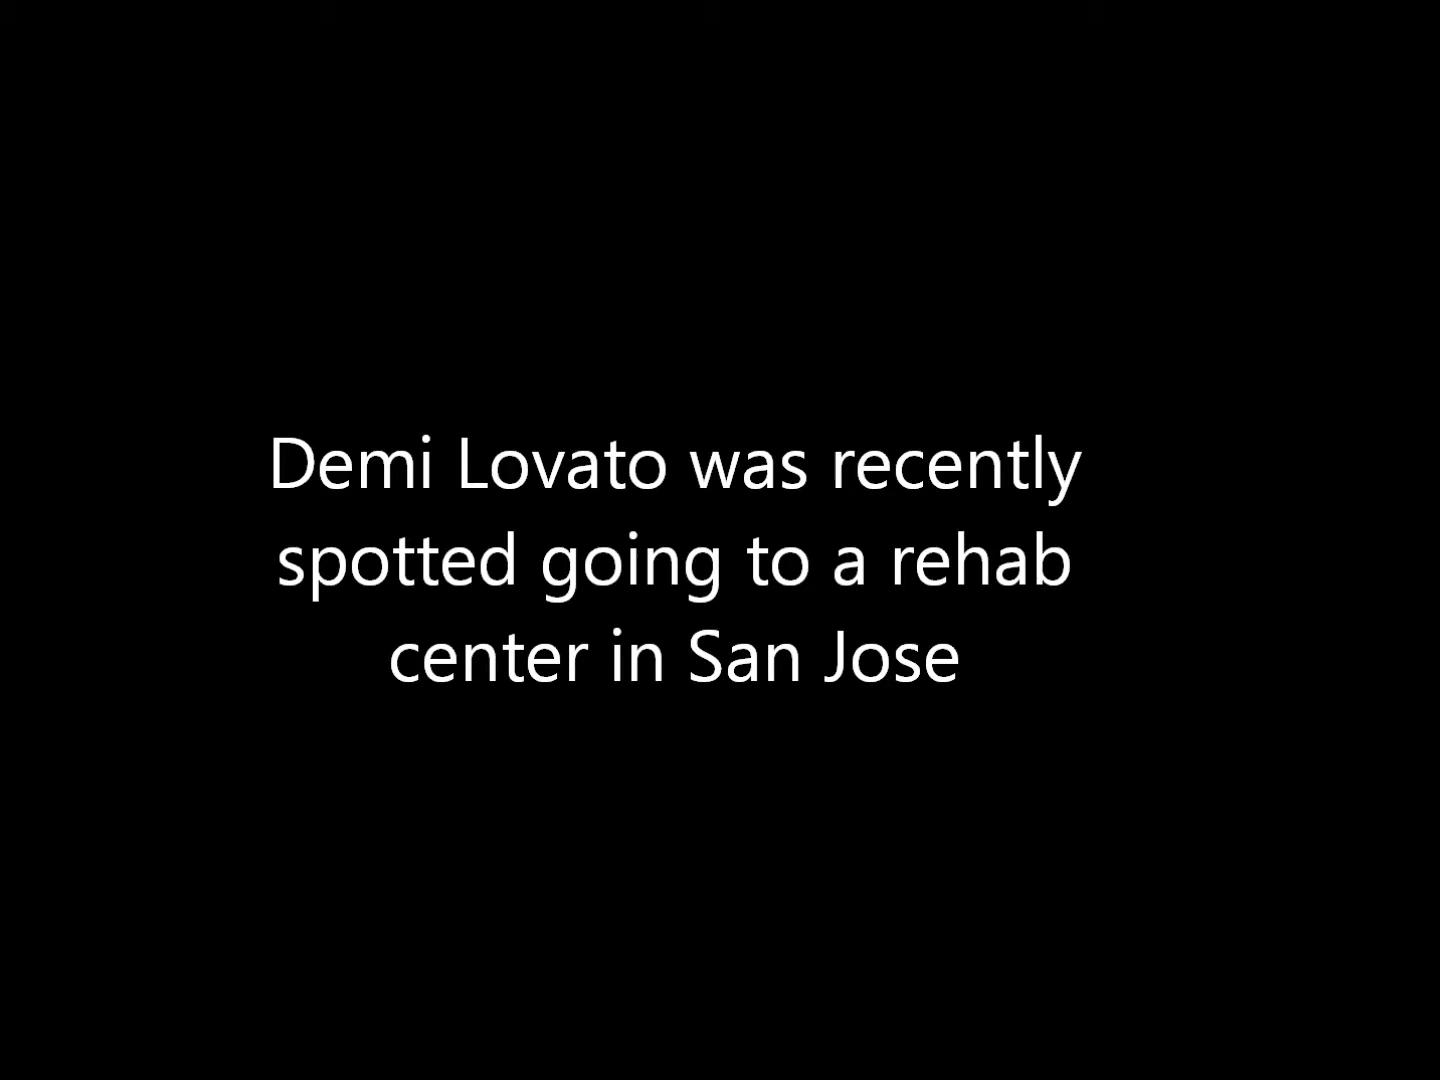 Demi Lovato was recently
spotted going to a rehab
center in San Jose